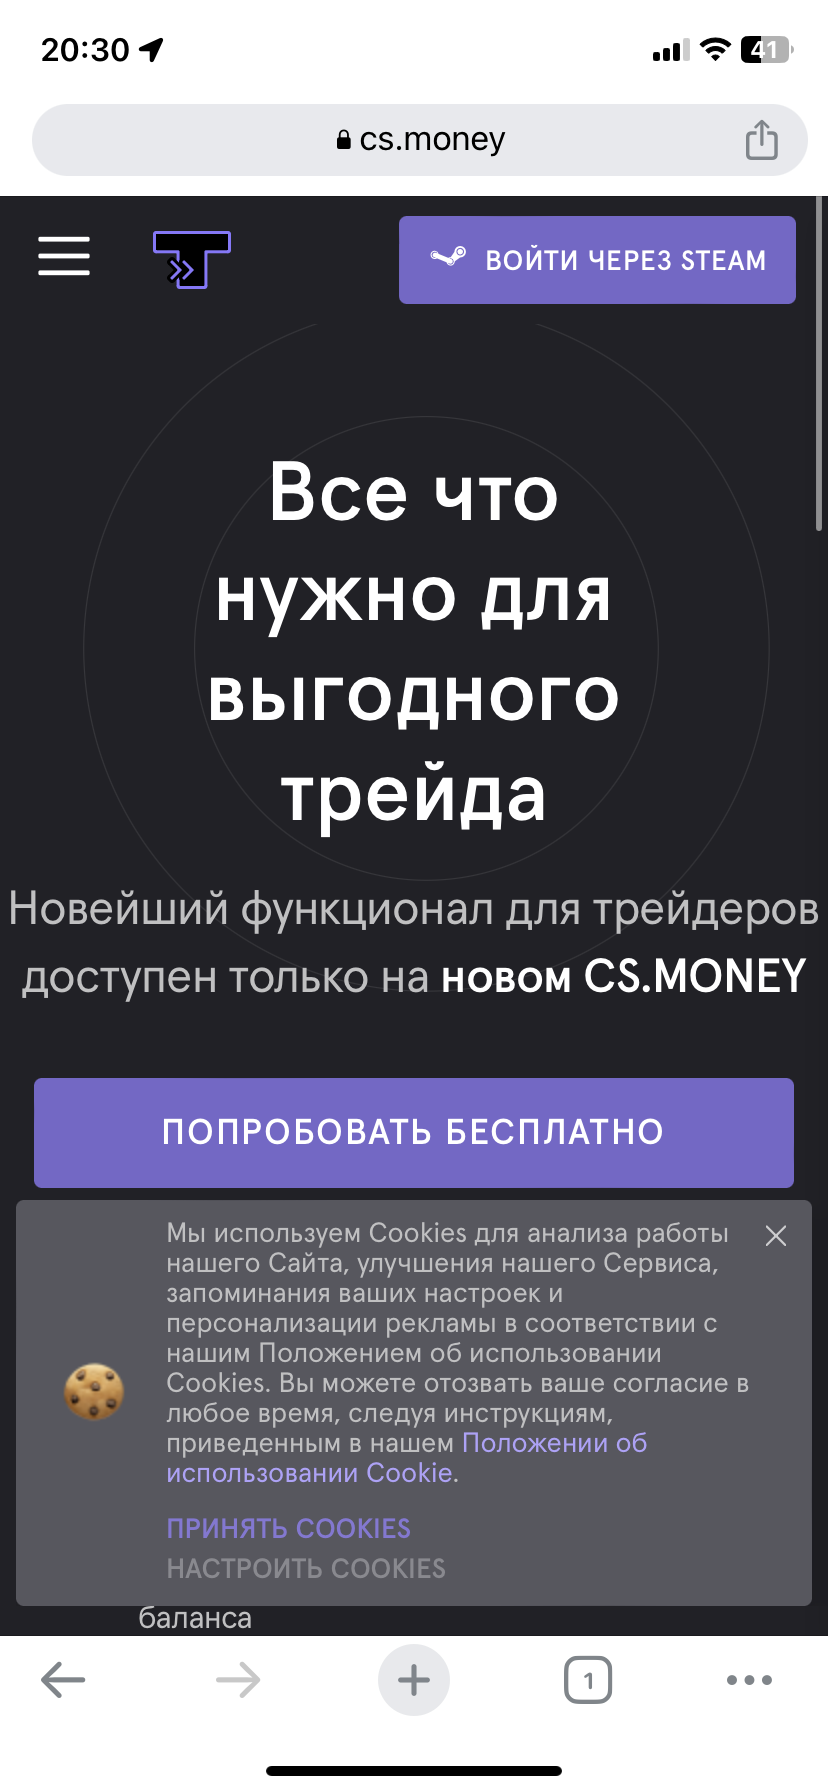 20:30
41
cs.money
ВОЙТИ ЧЕРЕЗ STEAM
Все что
нужно для
выгодного
трейда
Новейший функционал для трейдеров
доступен только на новом CS.MONEY
ПОПРОБОВАТЬ БЕСПЛАТНО
Мы используем Cookies для анализа работы
нашего Сайта, улучшения нашего Сервиса,
запоминания ваших настроек и
персонализации рекламы в соответствии с
нашим Положением об использовании
Cookies. Вы можете отозвать ваше согласие в
любое время, следуя инструкциям,
приведенным в нашем Положении об
использовании Cookie.
ПРИНЯТЬ COOKIES
НАСТРОИТЬ COOKIES
баланса
1